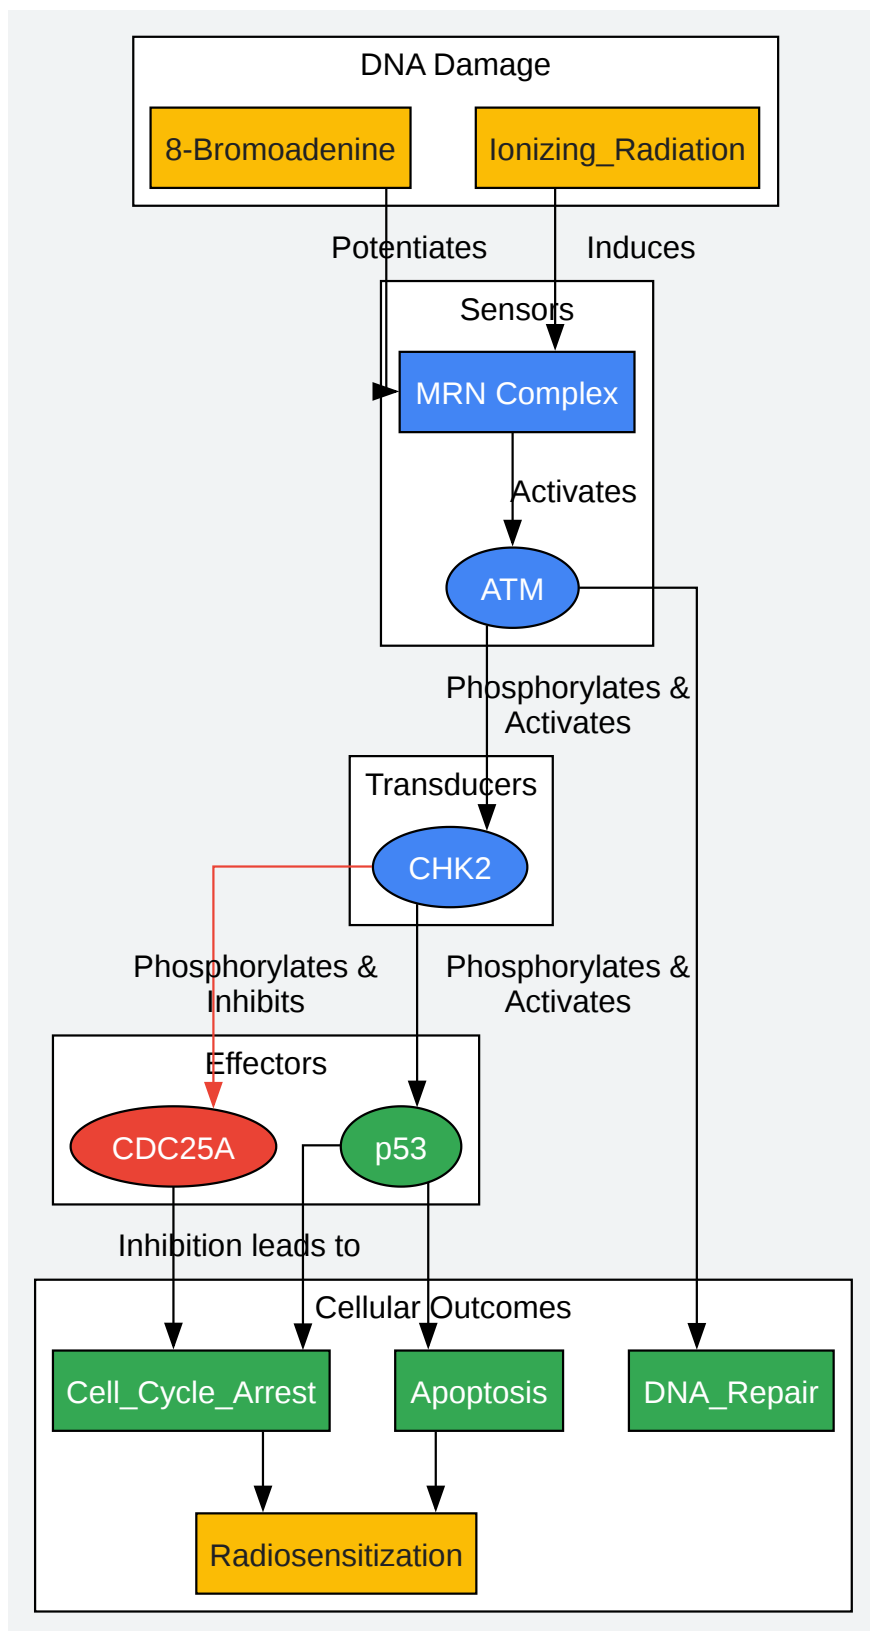 DNA Damage
8-Bromoadenine
Ionizing_Radiation
Potentiates
Induces
Sensors
MRN Complex
Activates
ATM
Phosphorylates &
Activates
Transducers
CHK2
Phosphorylates &
Inhibits
Phosphorylates &
Activates
Effectors
CDC25A
p53
Inhibition leads to
Cellular Outcomes
Cell_Cycle_Arrest
Apoptosis
DNA_Repair
Radiosensitization